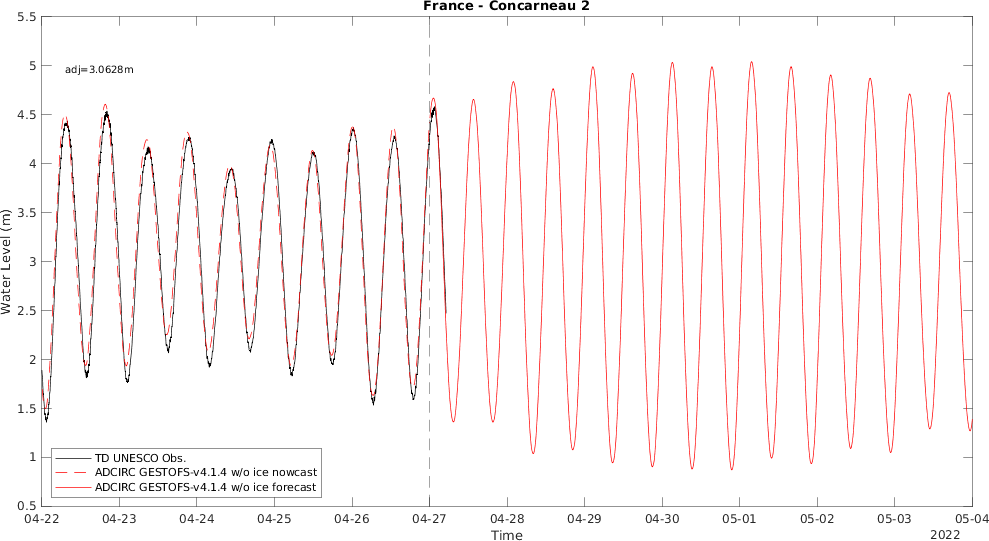 France - Concarneau 2
adj=3.0628m
5.5
5
4.5
4
3.5
3
2.5
2
1.5
1
0.5
Water Level (m)
TD UNESCO Obs.
ADCIRC GESTOFS-v4.1.4 w/o ice nowcast
ADCIRC GESTOFS-v4.1.4 w/o ice forecast
04-22 04-23 04-24 04-25 04-26 04-27 04-28 04-29 04-30 05-01 05-02 05-03 05-04
Time
2022